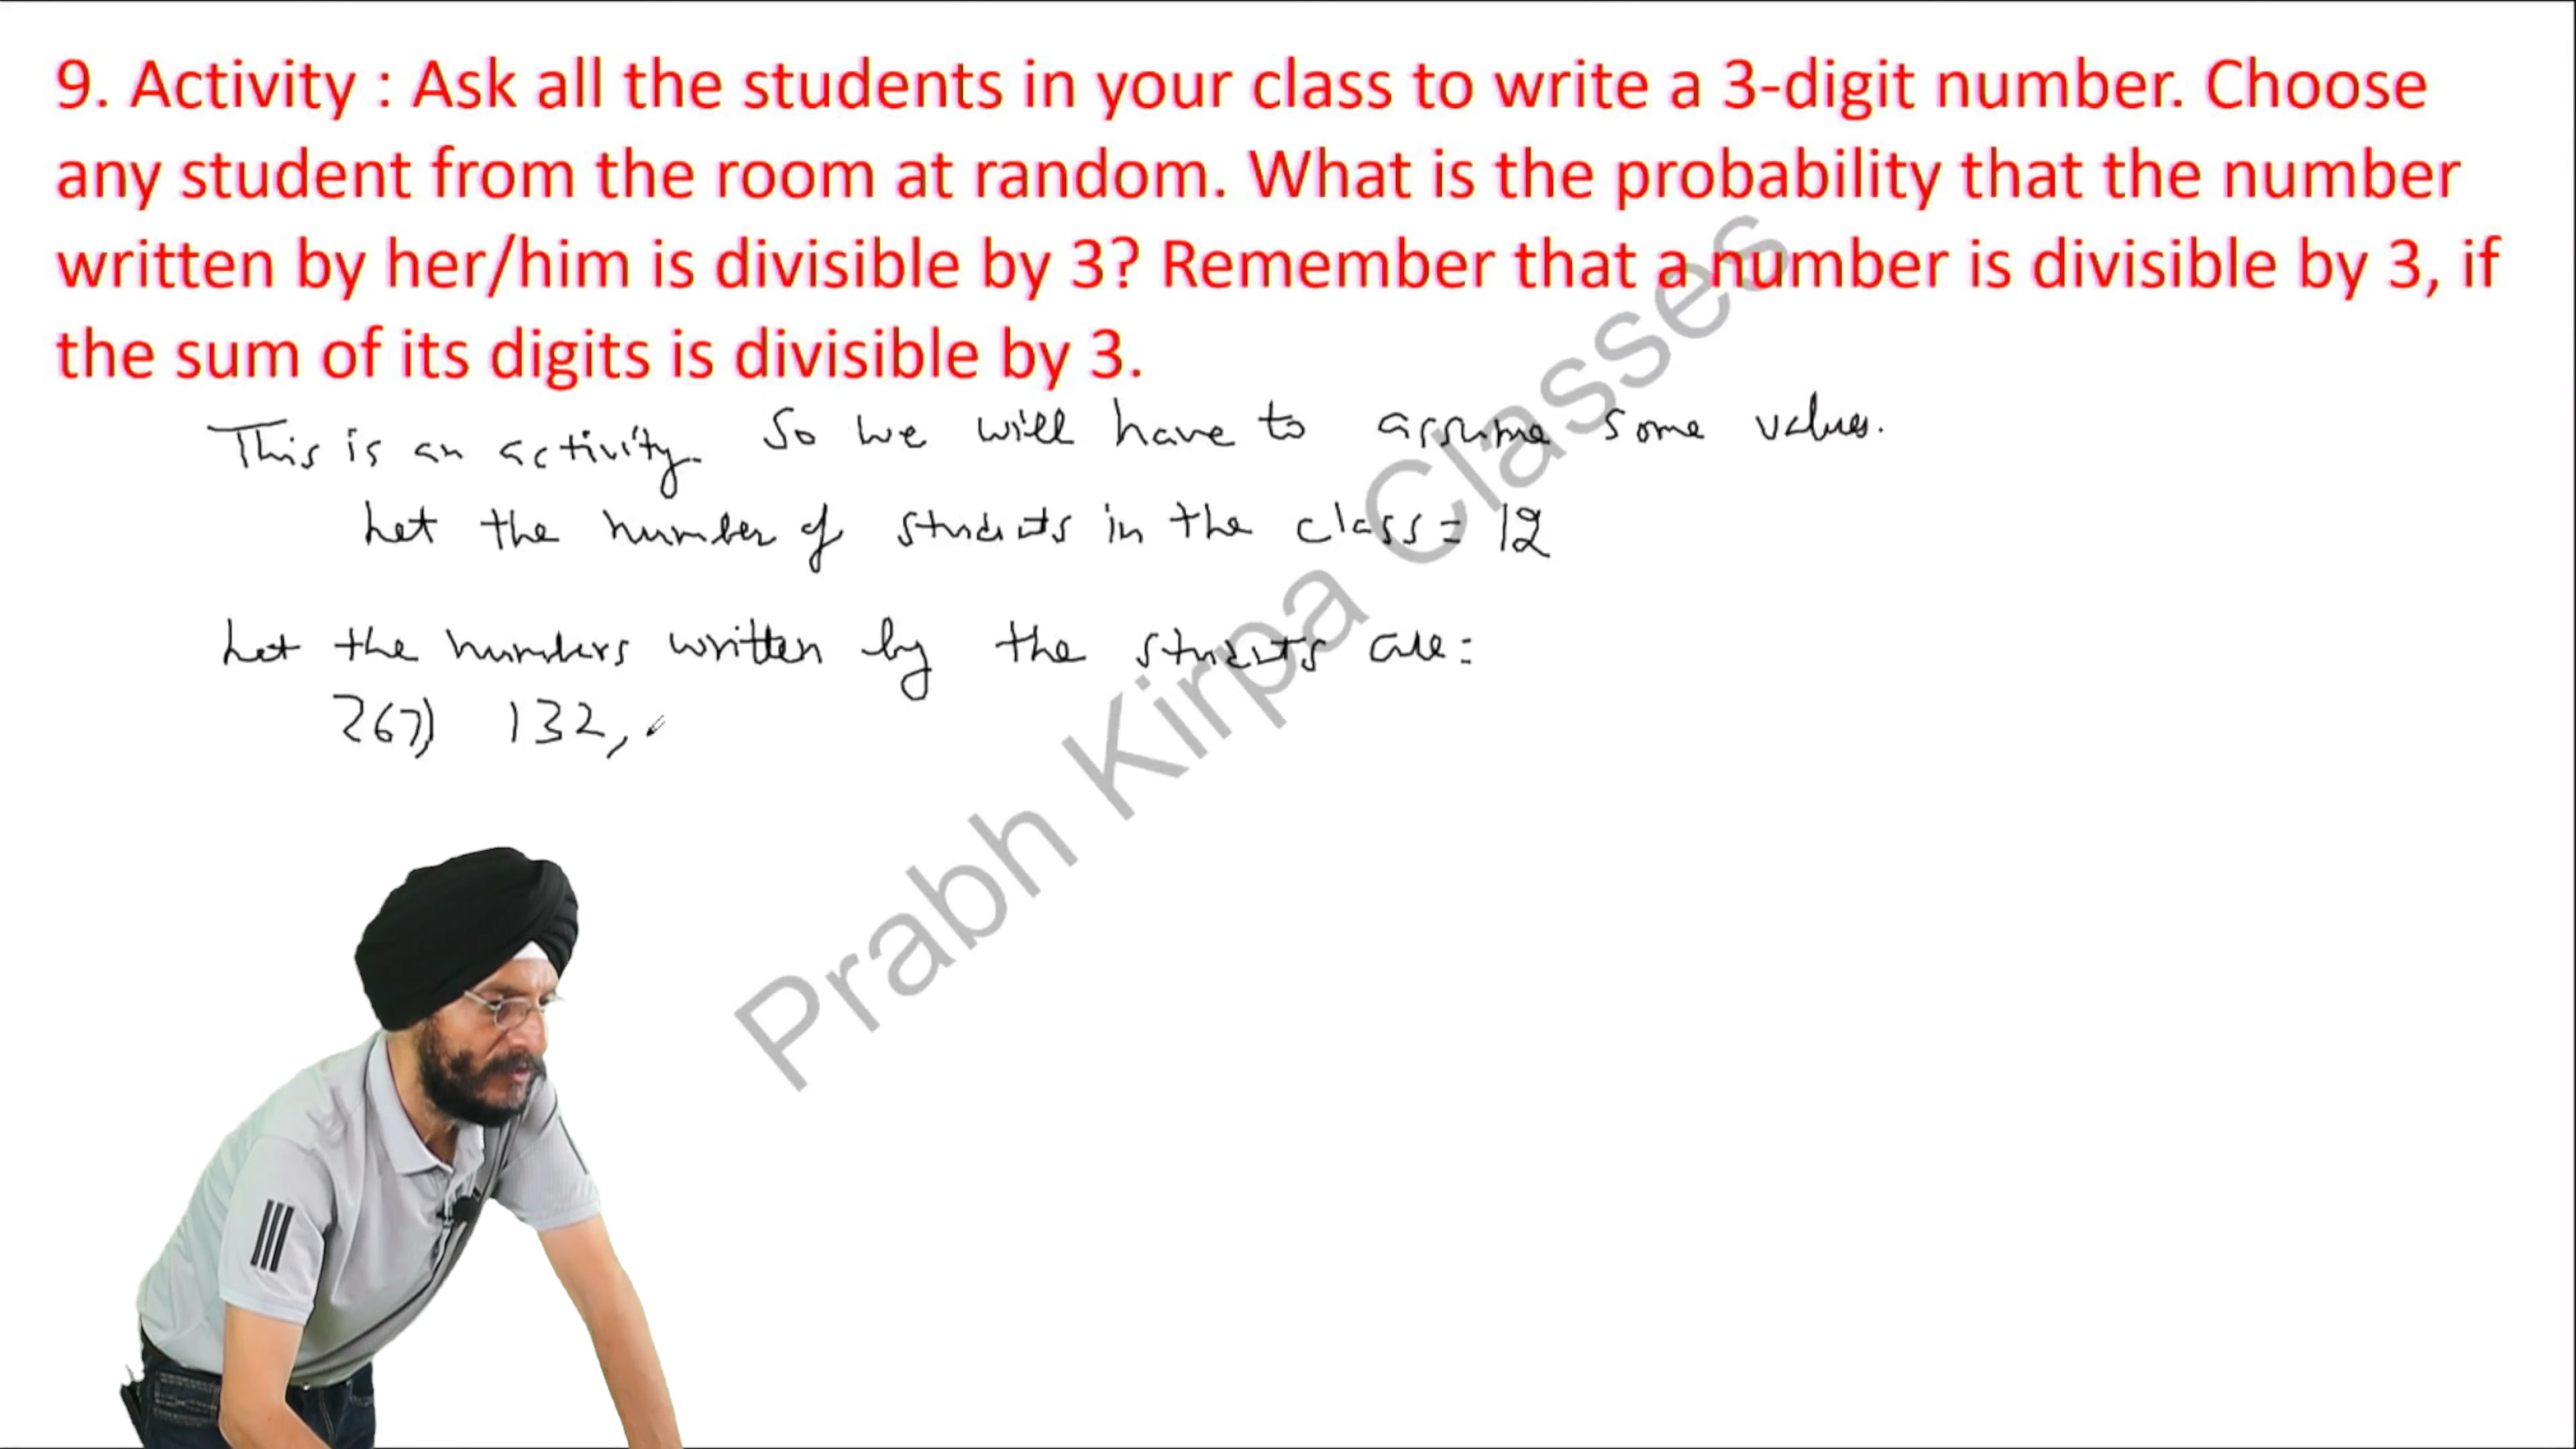 9. Activity : Ask all the students in your class to write a 3-digit number. Choose
any student from the room at random. What is the probability that the number
written by her/him is divisible by 3? Remember that a number is divisible by 3, if
the sum of its digits is divisible by 3.
This is an activity. So we will have to assume some values.
Let the number of students in the class = 12
Let the numbers written by the students are:
267, 132,
Prabh Kirpa Classes